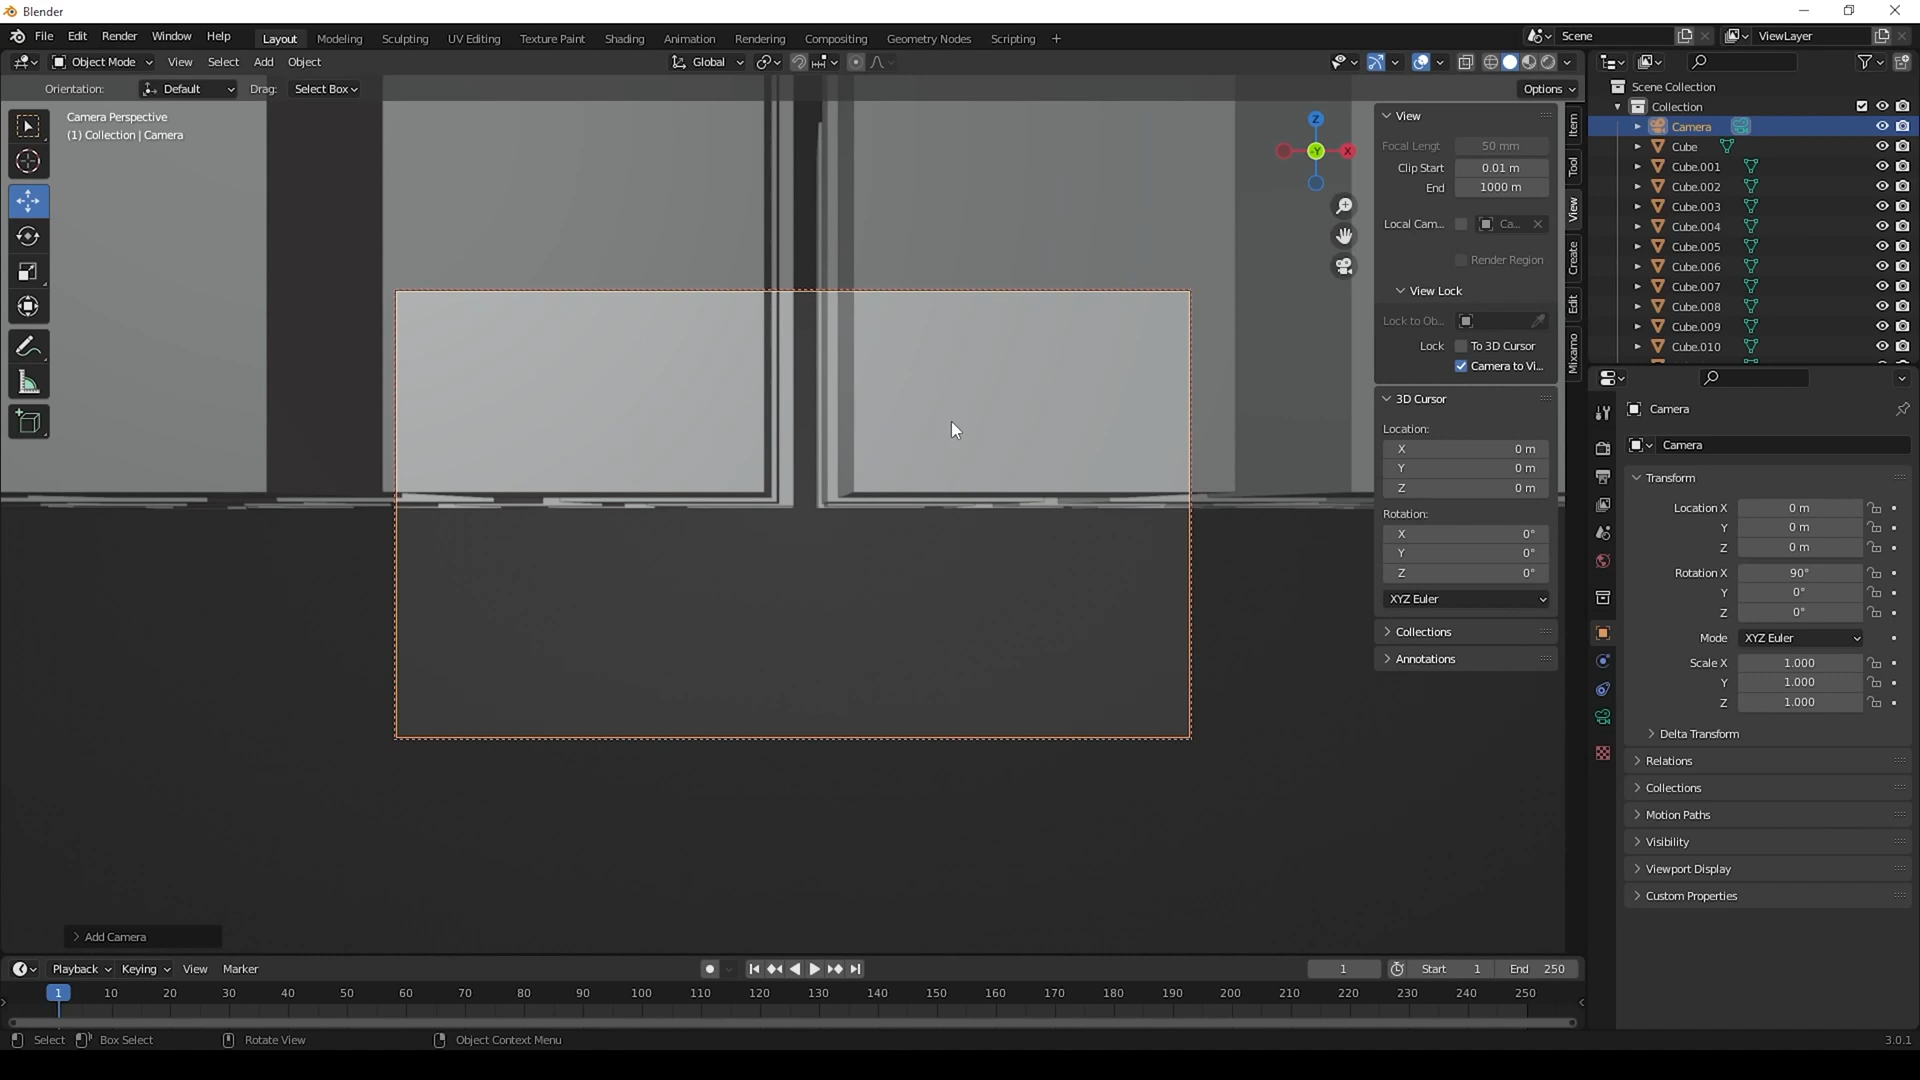 Blender
File Edit Render Window Help
Layout Modeling Sculpting UV Editing Texture Paint Shading Animation Rendering Compositing Geometry Nodes Scripting +
Scene
ViewLayer
Object Mode View Select Add Object
Global
Orientation: Default Drag: Select Box
Options
Camera Perspective
(1) Collection | Camera
Z
-Y
X
View
Focal Lengt 50 mm
Clip Start 0.01 m
End 1000 m
Local Cam... Ca...
Render Region
View Lock
Lock to Ob...
Lock To 3D Cursor
Camera to Vi...
3D Cursor
Location:
X 0 m
Y 0 m
Z 0 m
Rotation:
X 0°
Y 0°
Z 0°
XYZ Euler
Collections
Annotations
Item
Tool
View
Create
Edit
Mixamo
Scene Collection
Collection
Camera
Cube
Cube.001
Cube.002
Cube.003
Cube.004
Cube.005
Cube.006
Cube.007
Cube.008
Cube.009
Cube.010
Camera
Camera
Transform
Location X 0 m
Y 0 m
Z 0 m
Rotation X 90°
Y 0°
Z 0°
Mode XYZ Euler
Scale X 1.000
Y 1.000
Z 1.000
Delta Transform
Relations
Collections
Motion Paths
Visibility
Viewport Display
Custom Properties
Add Camera
Playback Keying View Marker
1 Start 1 End 250
1 10 20 30 40 50 60 70 80 90 100 110 120 130 140 150 160 170 180 190 200 210 220 230 240 250
Select Box Select Rotate View Object Context Menu
3.0.1